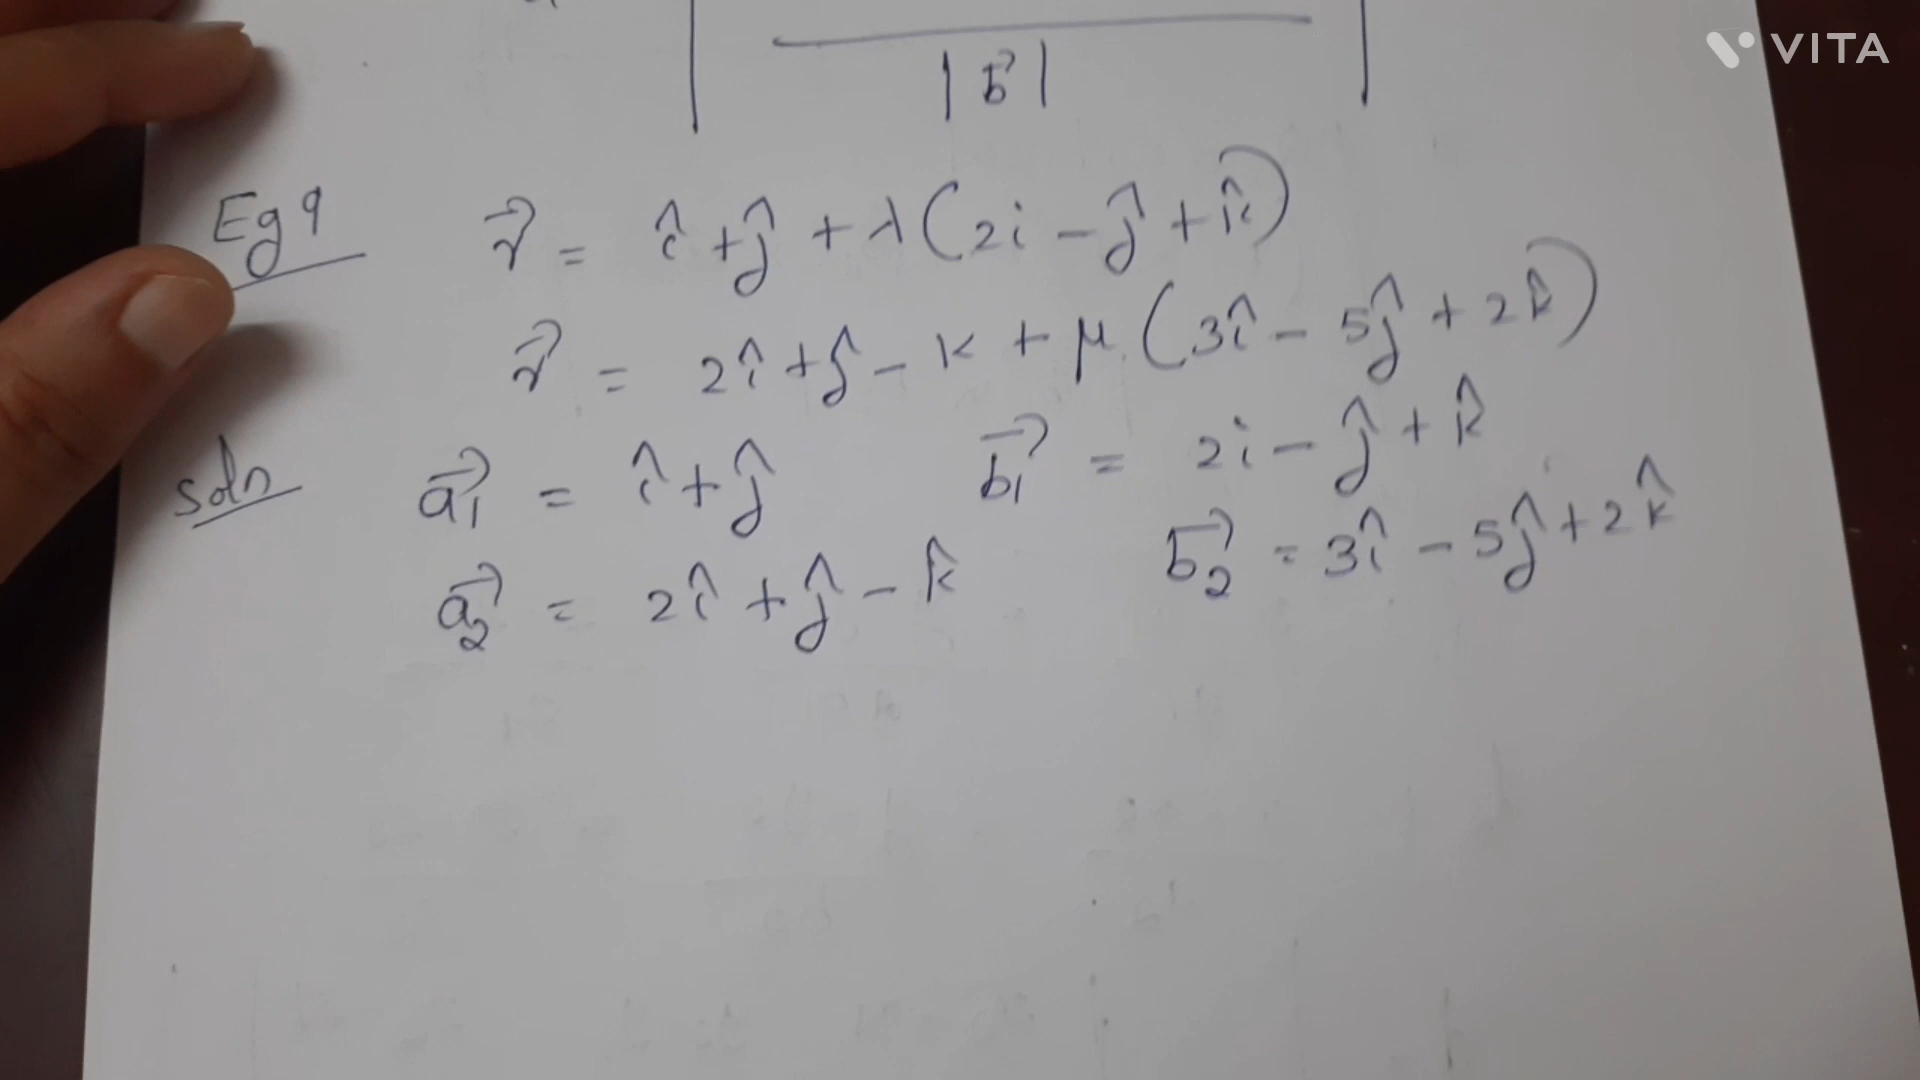 VITA
|b⃗|
Eg 9 r⃗ = î + ĵ + λ(2i - ĵ + k̂)
r⃗ = 2î + ĵ - k + μ(3î - 5ĵ + 2k̂)
soln a⃗₁ = î + ĵ b⃗₁ = 2i - ĵ + k̂
a⃗₂ = 2î + ĵ - k̂ b⃗₂ = 3î - 5ĵ + 2k̂